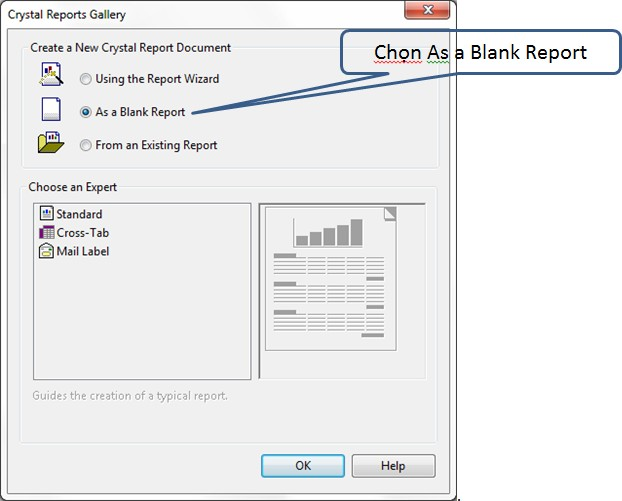 Crystal Reports Gallery
Create a New Crystal Report Document
Chọn As a Blank Report
Using the Report Wizard
As a Blank Report
From an Existing Report
Choose an Expert
Standard
Cross-Tab
Mail Label
Guides the creation of a typical report.
OK
Help